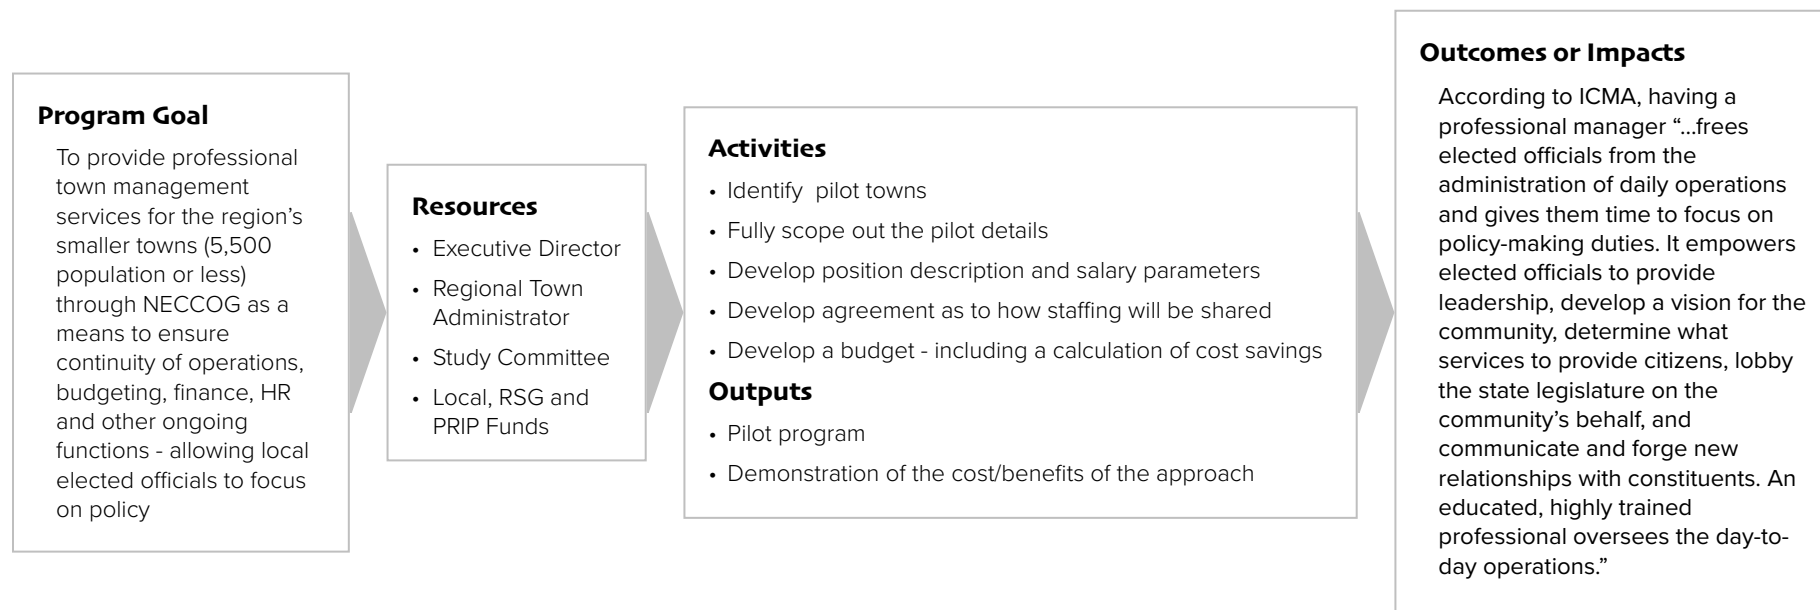 Program Goal
To provide professional
town management
services for the region’s
smaller towns (5,500
population or less)
through NECCOG as a
means to ensure
continuity of operations,
budgeting, finance, HR
and other ongoing
functions - allowing local
elected officials to focus
on policy
Resources
• Executive Director
• Regional Town
Administrator
• Study Committee
• Local, RSG and
PRIP Funds
Activities
• Identify pilot towns
• Fully scope out the pilot details
• Develop position description and salary parameters
• Develop agreement as to how staffing will be shared
• Develop a budget - including a calculation of cost savings
Outputs
• Pilot program
• Demonstration of the cost/benefits of the approach
Outcomes or Impacts
According to ICMA, having a
professional manager “...frees
elected officials from the
administration of daily operations
and gives them time to focus on
policy-making duties. It empowers
elected officials to provide
leadership, develop a vision for the
community, determine what
services to provide citizens, lobby
the state legislature on the
community’s behalf, and
communicate and forge new
relationships with constituents. An
educated, highly trained
professional oversees the day-to-
day operations.”